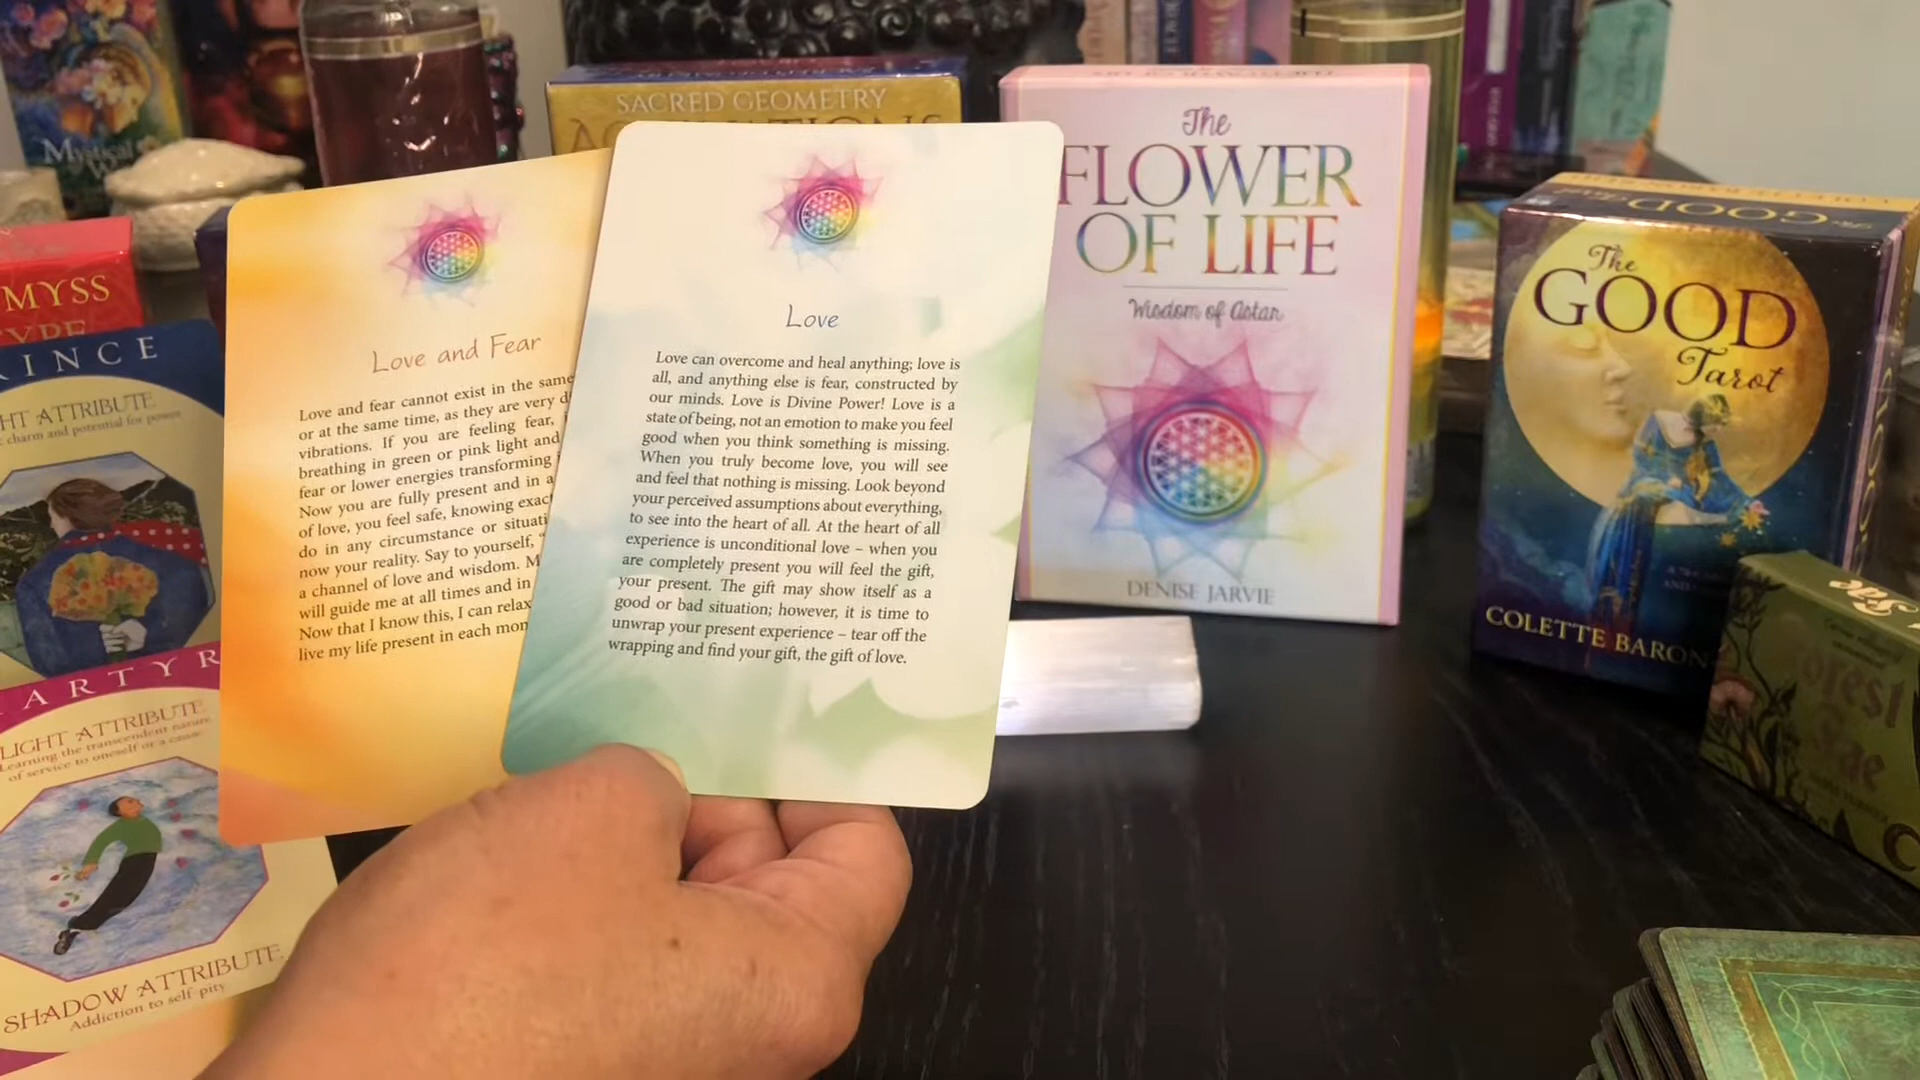 Mystical
SACRED GEOMETRY
ACTIVATIONS
MYSS
PRINCE
LIGHT ATTRIBUTE
charm and potential for power
MARTYR
LIGHT ATTRIBUTE
Learning the transcendent nature
of service to oneself or a cause
SHADOW ATTRIBUTE
Addiction to self-pity
Love and Fear
Love and fear cannot exist in the same
or at the same time, as they are very
vibrations. If you are feeling fear,
breathing in green or pink light and
fear or lower energies transforming
Now you are fully present and in a
of love, you feel safe, knowing
do in any circumstance or
now your reality. Say to yourself,
a channel of love and wisdom.
will guide me at all times and in
Now that I know this, I can relax
live my life present in each
Love
Love can overcome and heal anything; love is
all, and anything else is fear, constructed by
our minds. Love is Divine Power! Love is a
state of being, not an emotion to make you feel
good when you think something is missing.
When you truly become love, you will see
and feel that nothing is missing. Look beyond
your perceived assumptions about everything,
to see into the heart of all. At the heart of all
experience is unconditional love – when you
are completely present you will feel the gift,
your present. The gift may show itself as a
good or bad situation; however, it is time to
unwrap your present experience – tear off the
wrapping and find your gift, the gift of love.
The
FLOWER
OF LIFE
Wisdom of Astar
DENISE JARVIE
The
GOOD
Tarot
COLETTE BARON